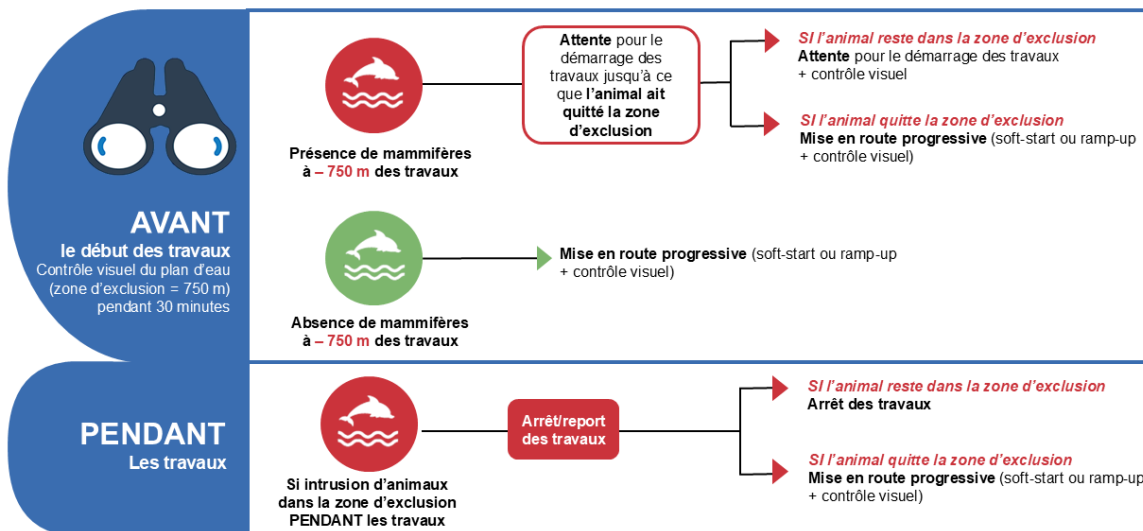 AVANT
le début des travaux
Contrôle visuel du plan d'eau
(zone d'exclusion = 750 m)
pendant 30 minutes
Présence de mammifères
à – 750 m des travaux
Attente pour le
démarrage des
travaux jusqu'à ce
que l'animal ait
quitté la zone
d'exclusion
SI l'animal reste dans la zone d'exclusion
Attente pour le démarrage des travaux
+ contrôle visuel
SI l'animal quitte la zone d'exclusion
Mise en route progressive (soft-start ou ramp-up
+ contrôle visuel)
Absence de mammifères
à – 750 m des travaux
Mise en route progressive (soft-start ou ramp-up
+ contrôle visuel)
PENDANT
Les travaux
Si intrusion d'animaux
dans la zone d'exclusion
PENDANT les travaux
Arrêt/report
des travaux
SI l'animal reste dans la zone d'exclusion
Arrêt des travaux
SI l'animal quitte la zone d'exclusion
Mise en route progressive (soft-start ou ramp-up
+ contrôle visuel)